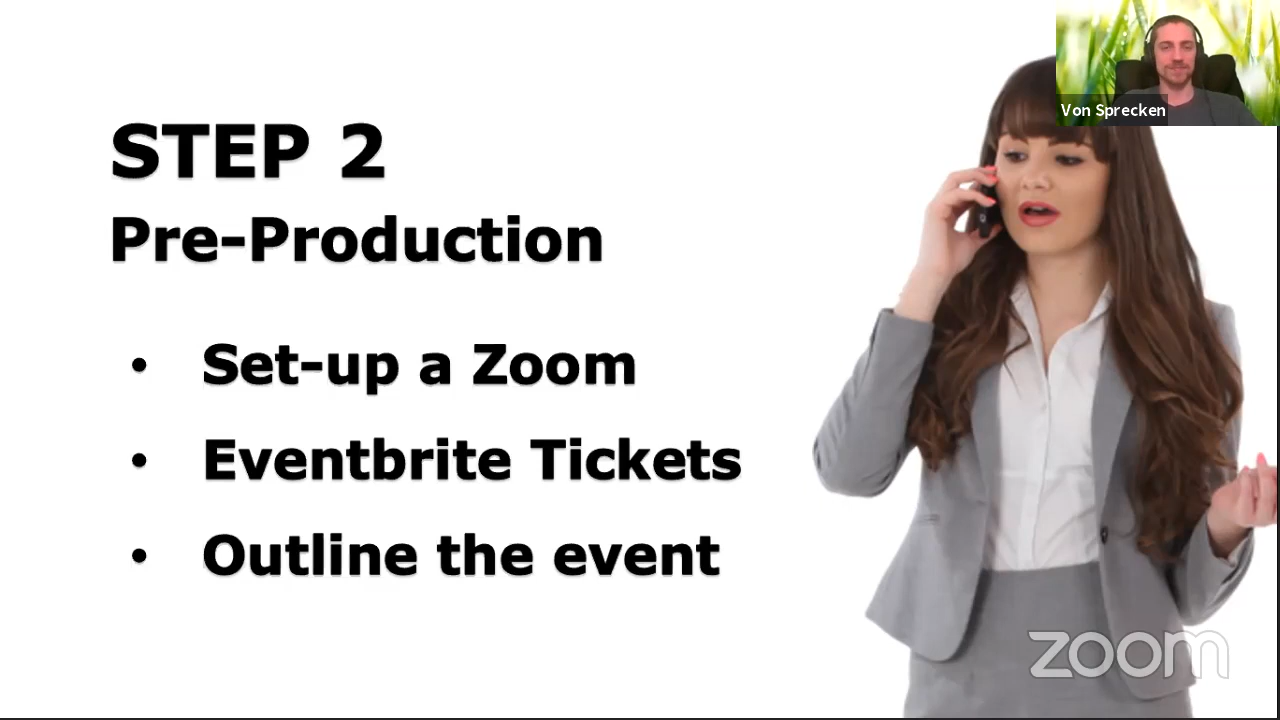 Von Sprecken
STEP 2
Pre-Production
• Set-up a Zoom
• Eventbrite Tickets
• Outline the event
zoom